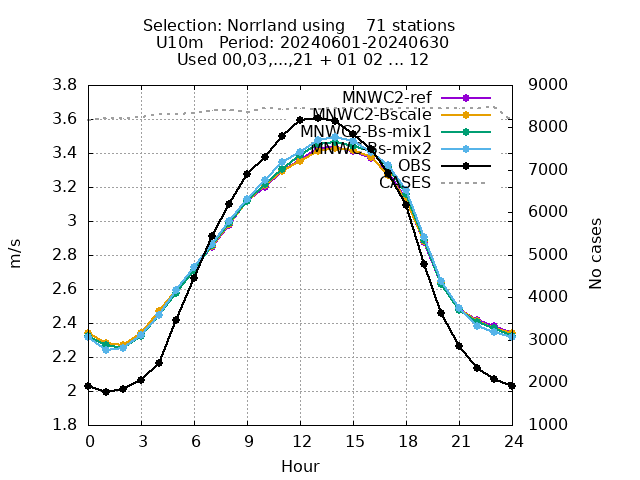 Selection: Norrland using    71 stations
U10m   Period: 20240601-20240630
Used 00,03,...,21 + 01 02 ... 12
3.8
3.6
3.4
3.2
3
2.8
2.6
2.4
2.2
2
1.8
m/s
9000
8000
7000
6000
5000
4000
3000
2000
1000
No cases
MNWC2-ref
MNWC2-Bscale
MNWC2-Bs-mix1
MNWC2-Bs-mix2
OBS
CASES
0 3 6 9 12 15 18 21 24
Hour